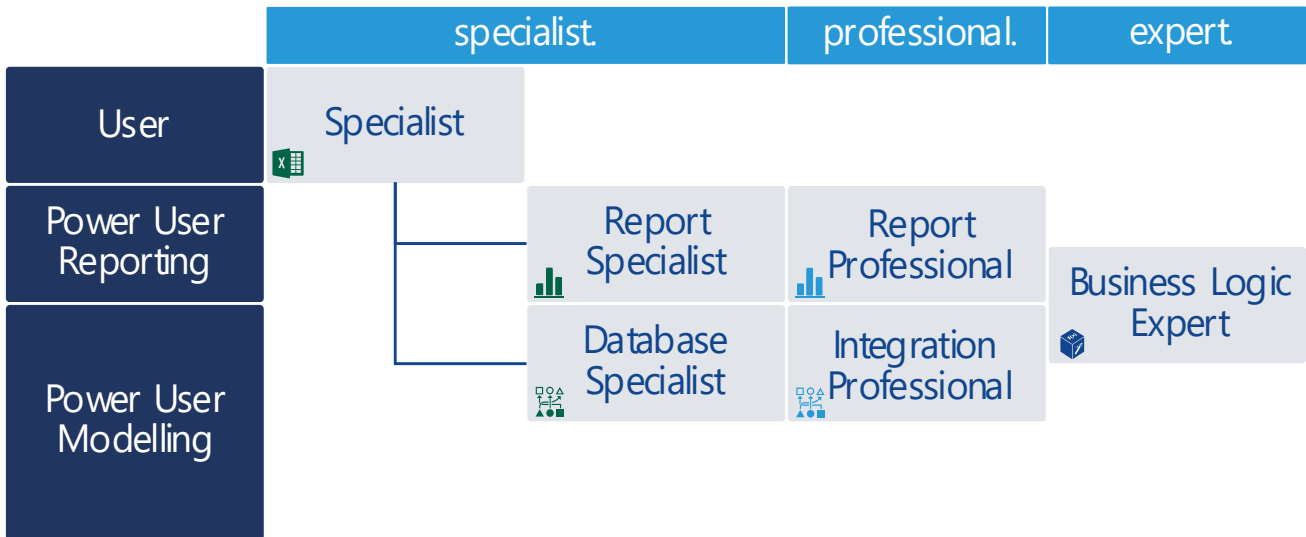 specialist. professional. expert.
User
Specialist
X
Power User
Reporting
Report
Specialist
Report
Professional
Business Logic
Expert
Power User
Modelling
Database
Specialist
Integration
Professional